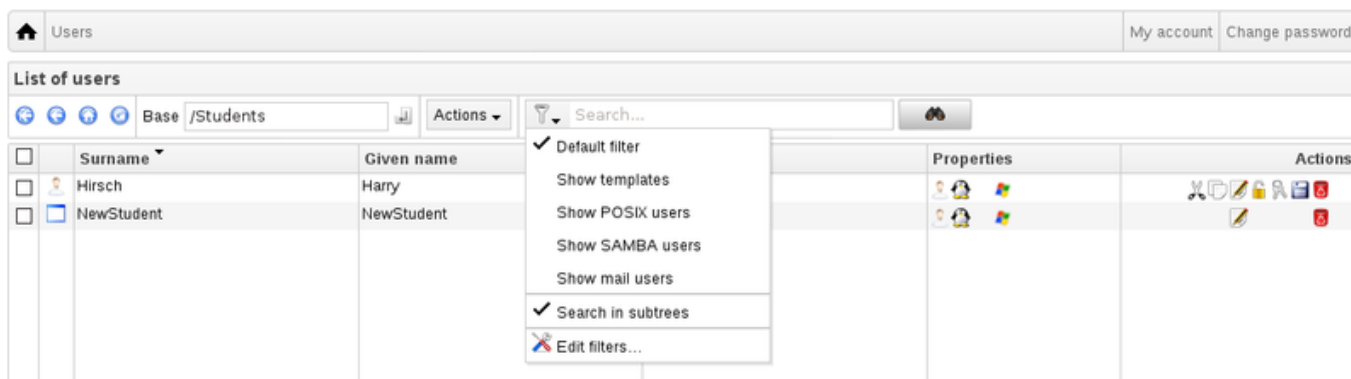 Users My account Change password
List of users
Base /Students Actions Search...
Surname Given name Properties Actions
Hirsch Harry
NewStudent NewStudent
Default filter
Show templates
Show POSIX users
Show SAMBA users
Show mail users
Search in subtrees
Edit filters...